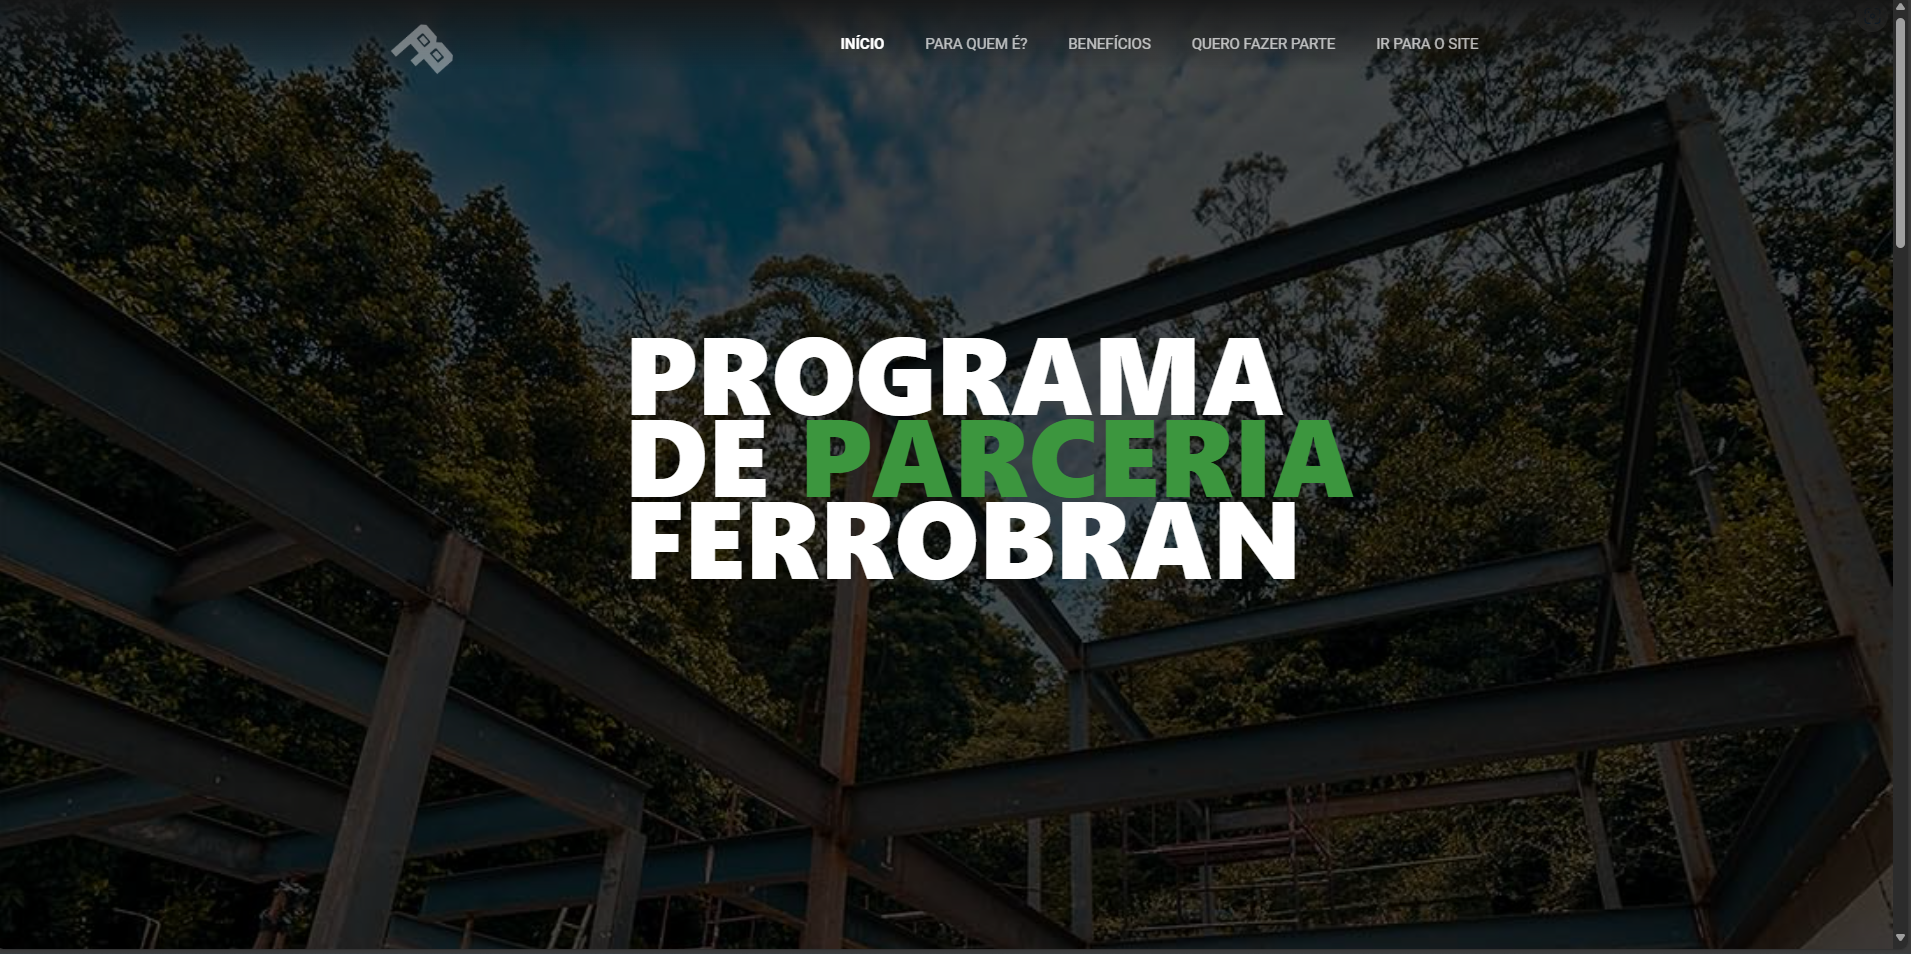 INÍCIO
PARA QUEM É?
BENEFÍCIOS
QUERO FAZER PARTE
IR PARA O SITE
PROGRAMA
DE PARCERIA
FERROBRAN